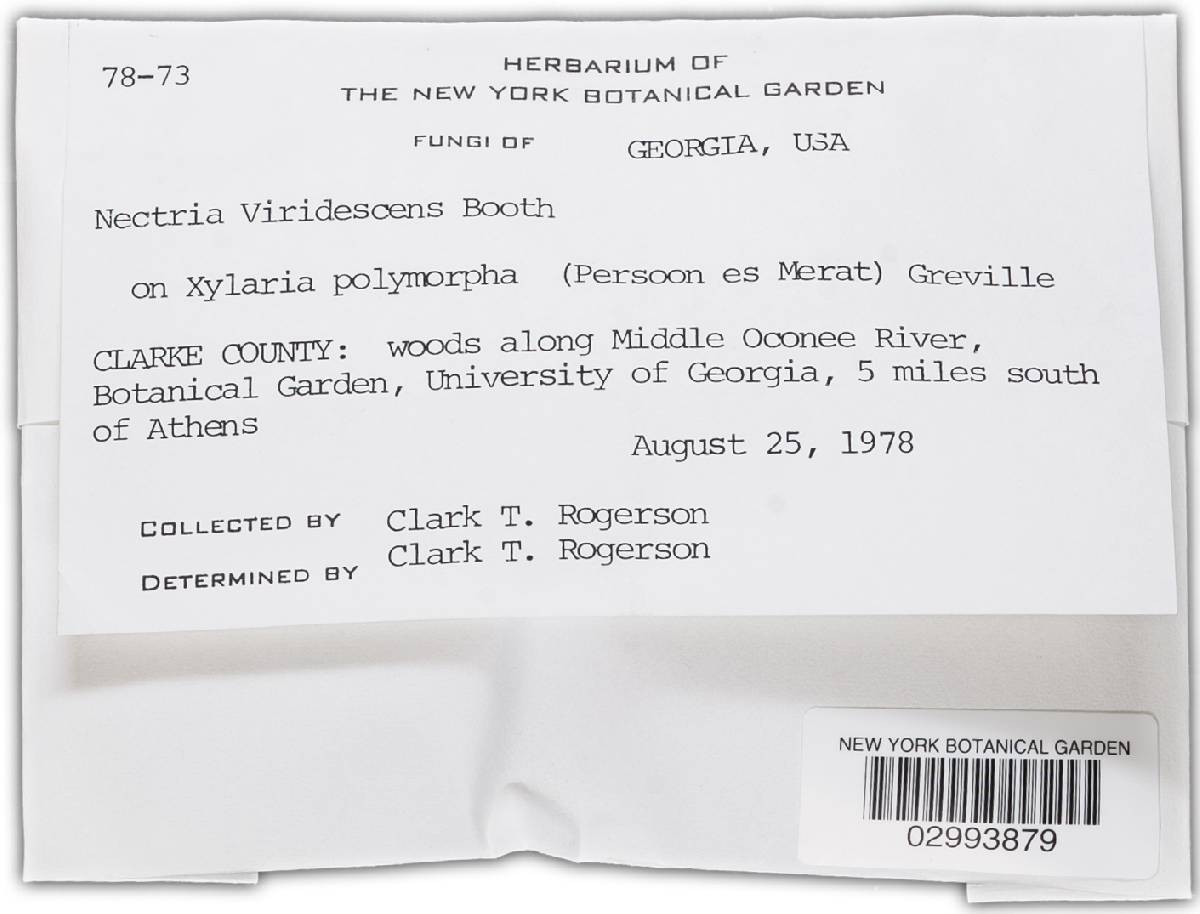 78-73
HERBARIUM OF
THE NEW YORK BOTANICAL GARDEN
FUNGI OF GEORGIA, USA
Nectria Viridescens Booth
on Xylaria polymorpha (Persoon es Merat) Greville
CLARKE COUNTY: woods along Middle Oconee River,
Botanical Garden, University of Georgia, 5 miles south
of Athens
August 25, 1978
COLLECTED BY Clark T. Rogerson
DETERMINED BY Clark T. Rogerson
NEW YORK BOTANICAL GARDEN
02993879